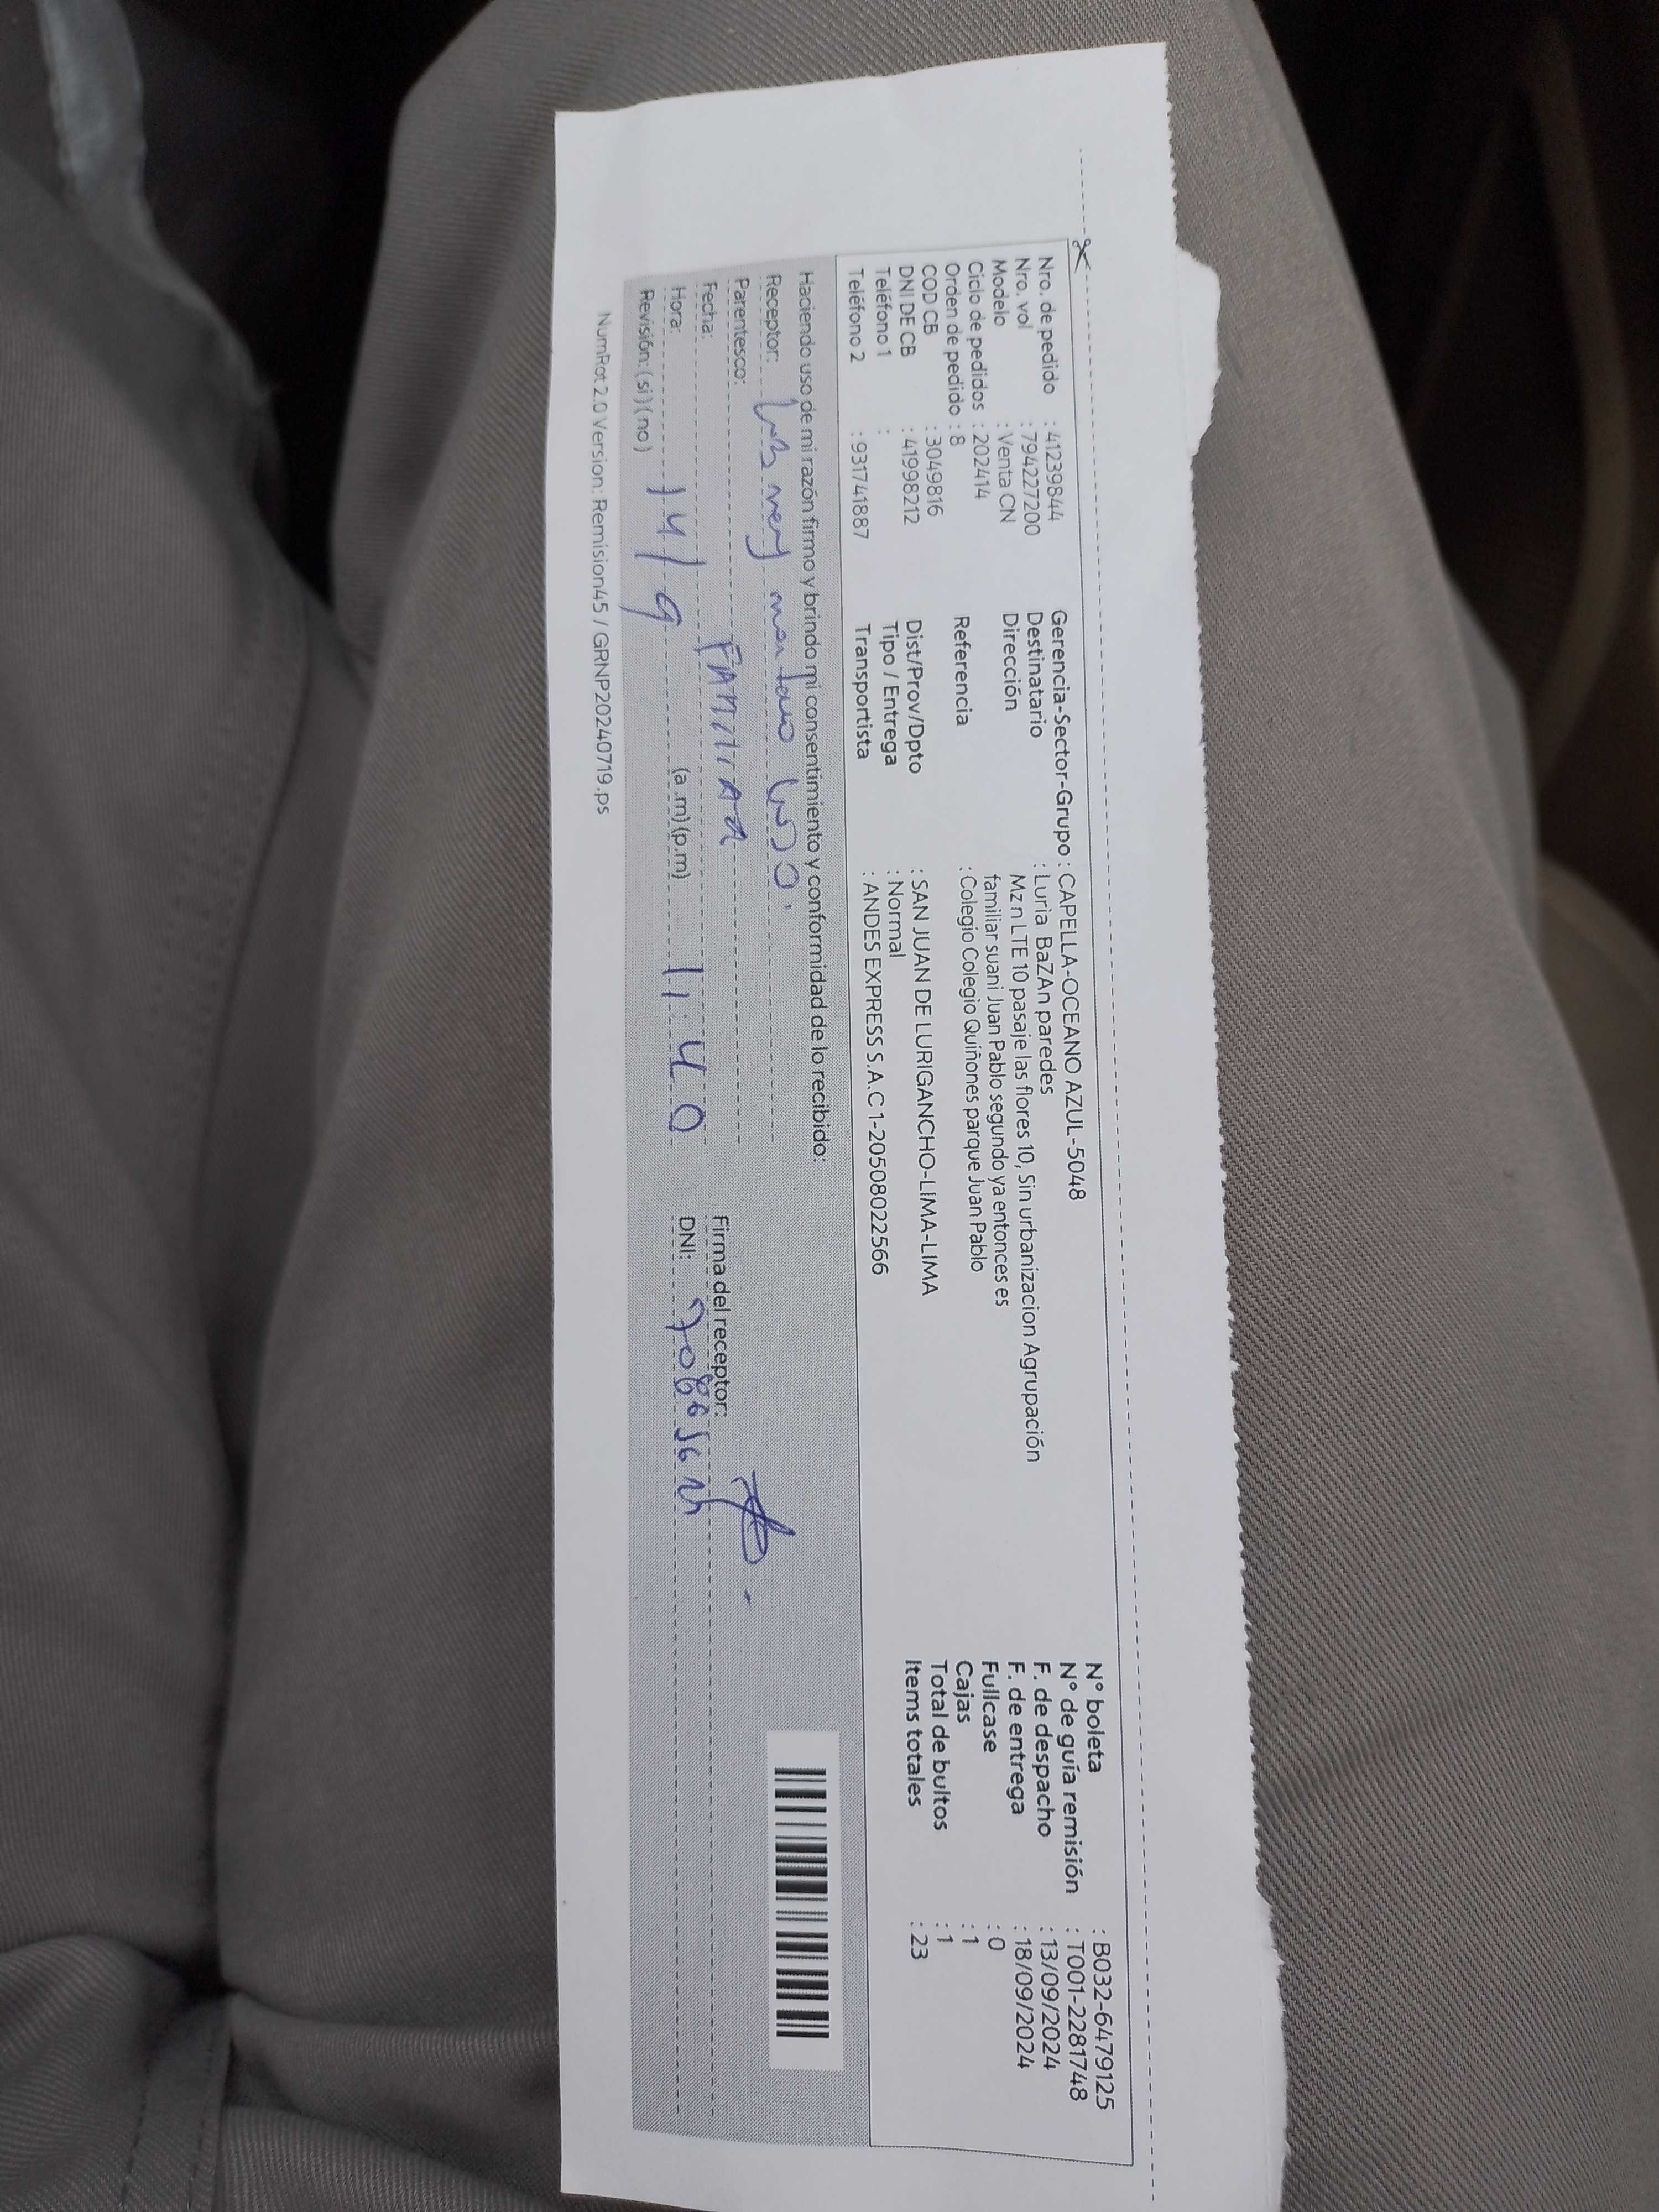 Nro. de pedido : 41239844
Nro. vol : 794227200
Modelo : Venta CN
Ciclo de pedidos : 202414
Orden de pedido : 8
COD CB : 3049816
DNI DE CB : 41998212
Teléfono 1 :
Teléfono 2 : 931741887
Gerencia-Sector-Grupo : CAPELLA-OCEANO AZUL-5048
Destinatario : Luria BaZAn paredes
Dirección Mz n LTE 10 pasaje las flores 10, Sin urbanizacion Agrupación
familiar suani Juan Pablo segundo ya entonces es
Referencia : Colegio Colegio Quiñones parque Juan Pablo
Dist/Prov/Dpto : SAN JUAN DE LURIGANCHO-LIMA-LIMA
Tipo / Entrega : Normal
Transportista : ANDES EXPRESS S.A.C 1-20508022566
N° boleta : B032-6479125
N° de guía remisión : T001-2281748
F. de despacho : 13/09/2024
F. de entrega : 18/09/2024
Fullcase : 0
Cajas : 1
Total de bultos : 1
Items totales : 23
Haciendo uso de mi razón firmo y brindo mi consentimiento y conformidad de lo recibido:
Receptor:
Parentesco: FAMILIAR
Fecha: 14/9
Hora: (a .m) (p.m) 11:40
Revisión: ( si ) ( no )
Firma del receptor:
DNI:
NumRot 2.0 Version: Remision45 / GRNP20240719.ps